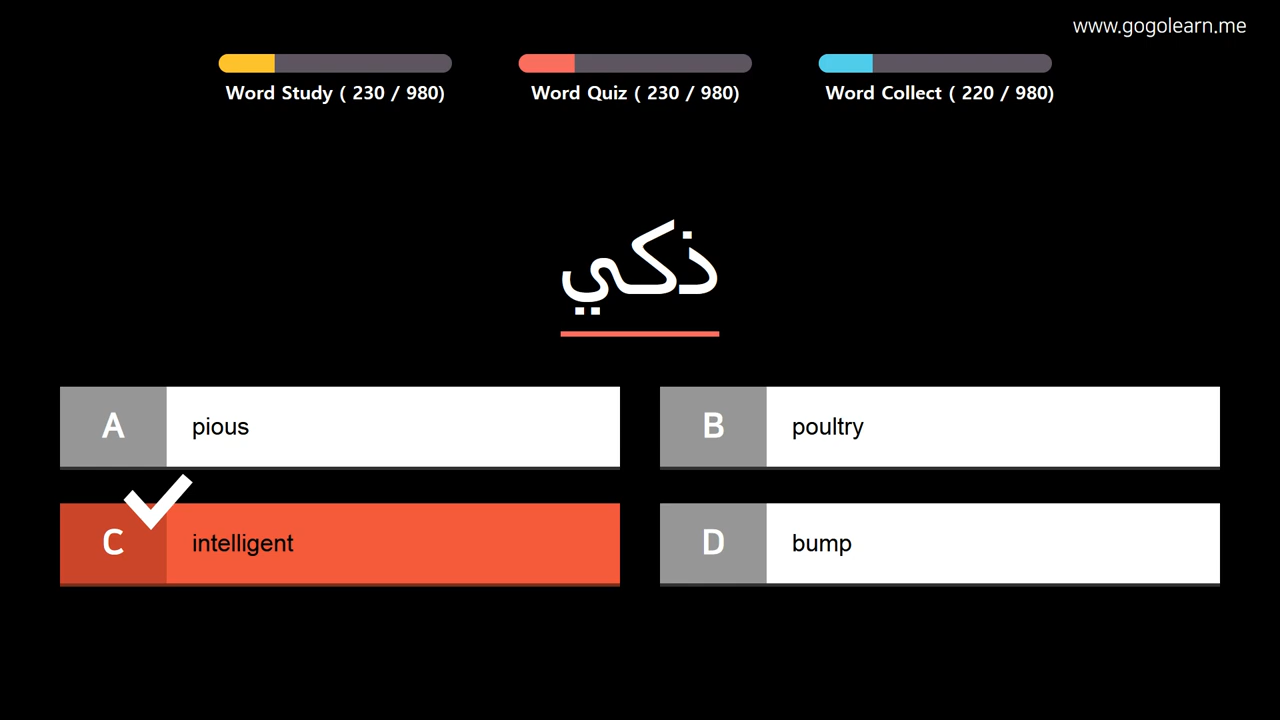 www.gogolearn.me
Word Study ( 230 / 980)
Word Quiz ( 230 / 980)
Word Collect ( 220 / 980)
ذكي
A pious
B poultry
C intelligent
D bump